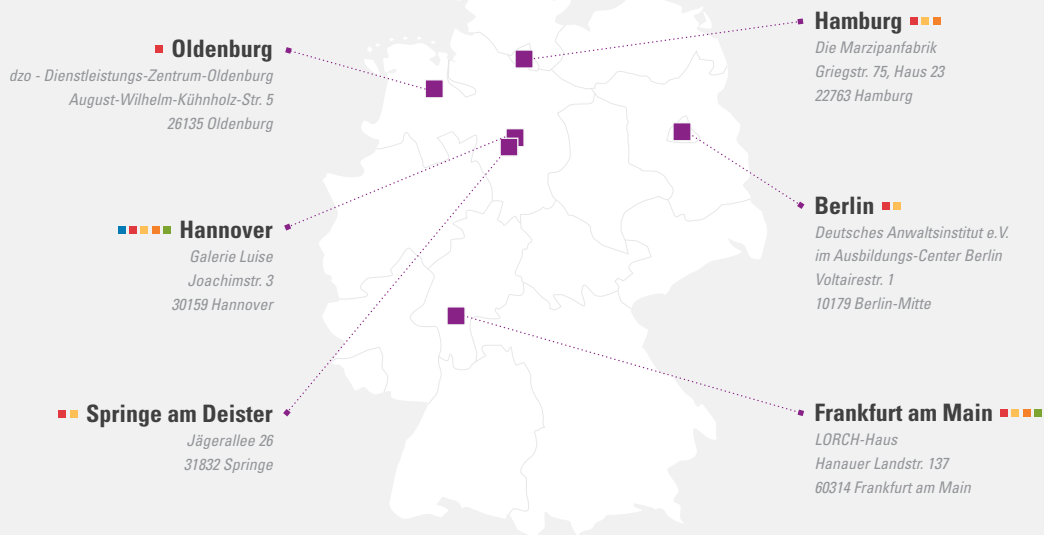 Oldenburg
dzo - Dienstleistungs-Zentrum-Oldenburg
August-Wilhelm-Kühnholz-Str. 5
26135 Oldenburg
Hannover
Galerie Luise
Joachimstr. 3
30159 Hannover
Springe am Deister
Jägerallee 26
31832 Springe
Hamburg
Die Marzipanfabrik
Griegstr. 75, Haus 23
22763 Hamburg
Berlin
Deutsches Anwaltsinstitut e.V.
im Ausbildungs-Center Berlin
Voltairestr. 1
10179 Berlin-Mitte
Frankfurt am Main
LORCH-Haus
Hanauer Landstr. 137
60314 Frankfurt am Main